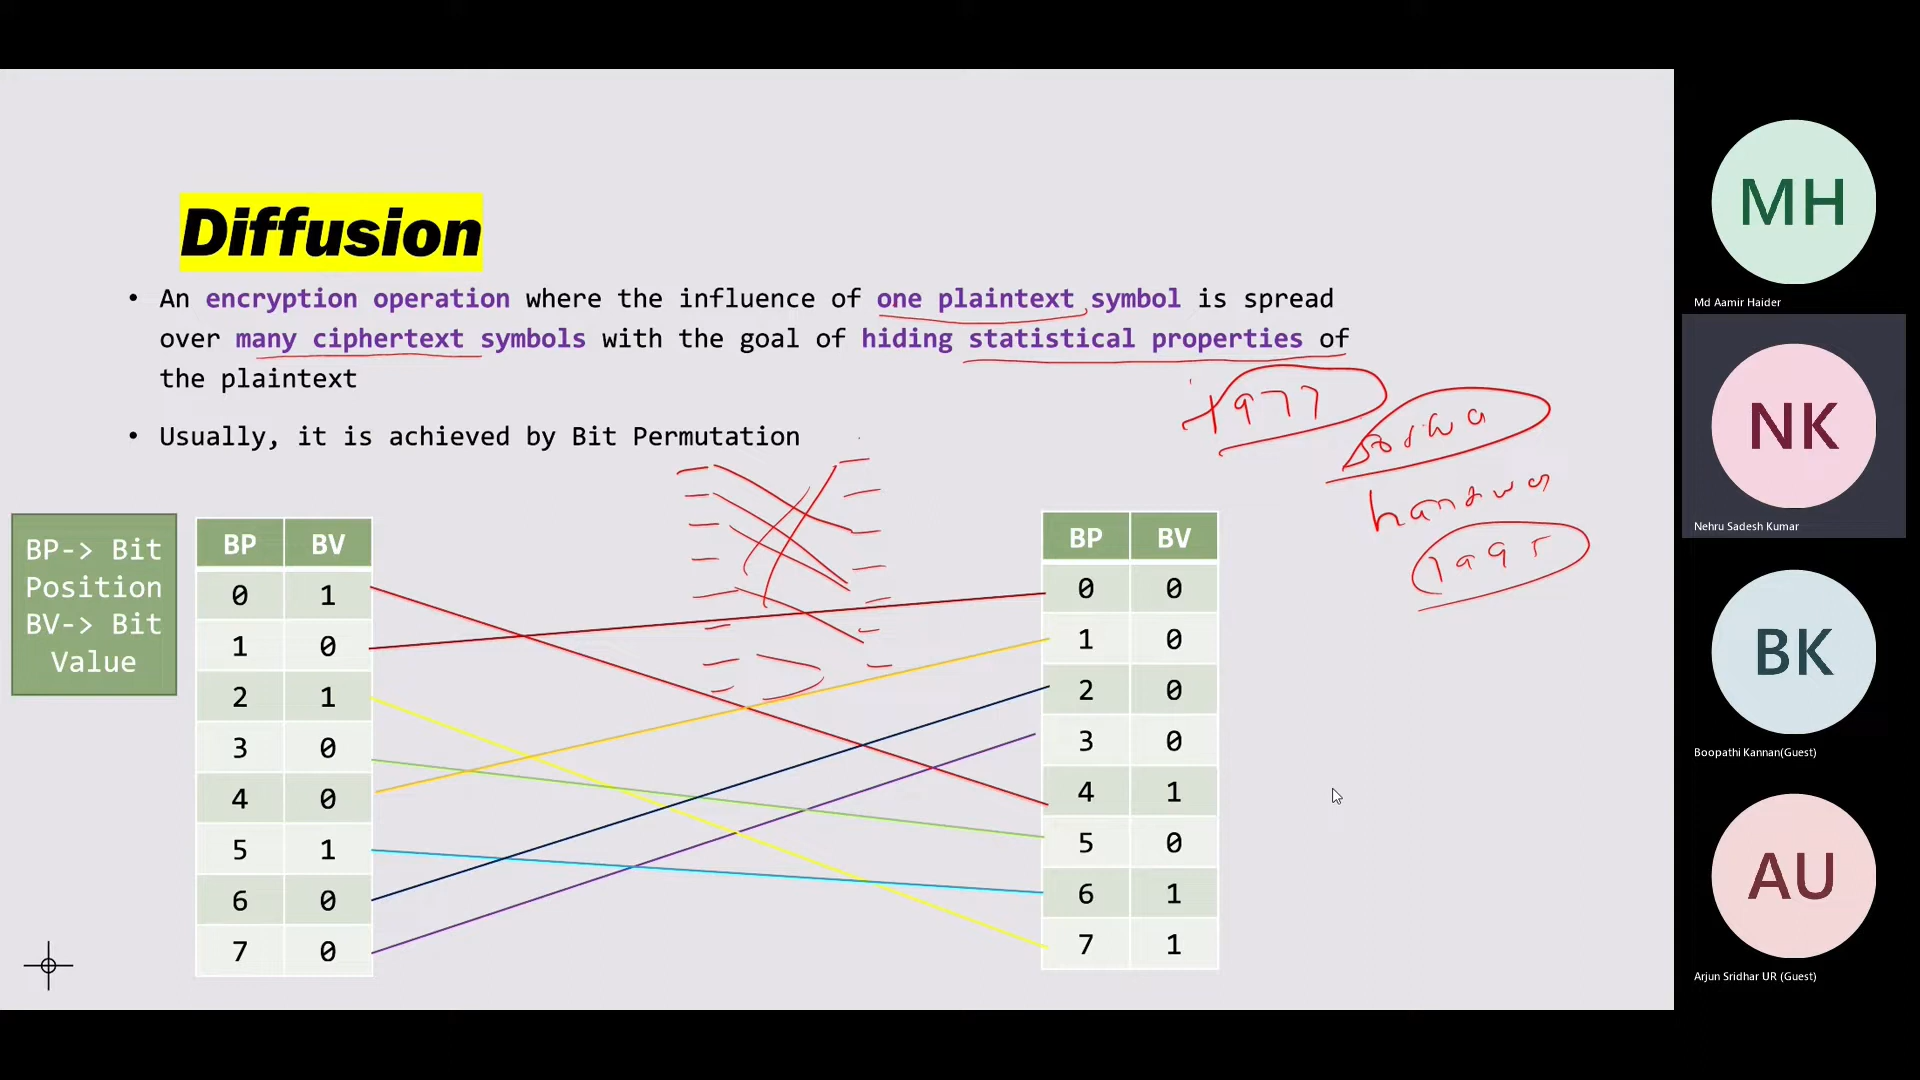 Diffusion
• An encryption operation where the influence of one plaintext symbol is spread
over many ciphertext symbols with the goal of hiding statistical properties of
the plaintext
• Usually, it is achieved by Bit Permutation
1977
1995
BP-> Bit
Position
BV-> Bit
Value
BP BV
0 1
1 0
2 1
3 0
4 0
5 1
6 0
7 0
BP BV
0 0
1 0
2 0
3 0
4 1
5 0
6 1
7 1
MH
Md Aamir Haider
NK
Nehru Sadesh Kumar
BK
Boopathi Kannan(Guest)
AU
Arjun Sridhar UR (Guest)